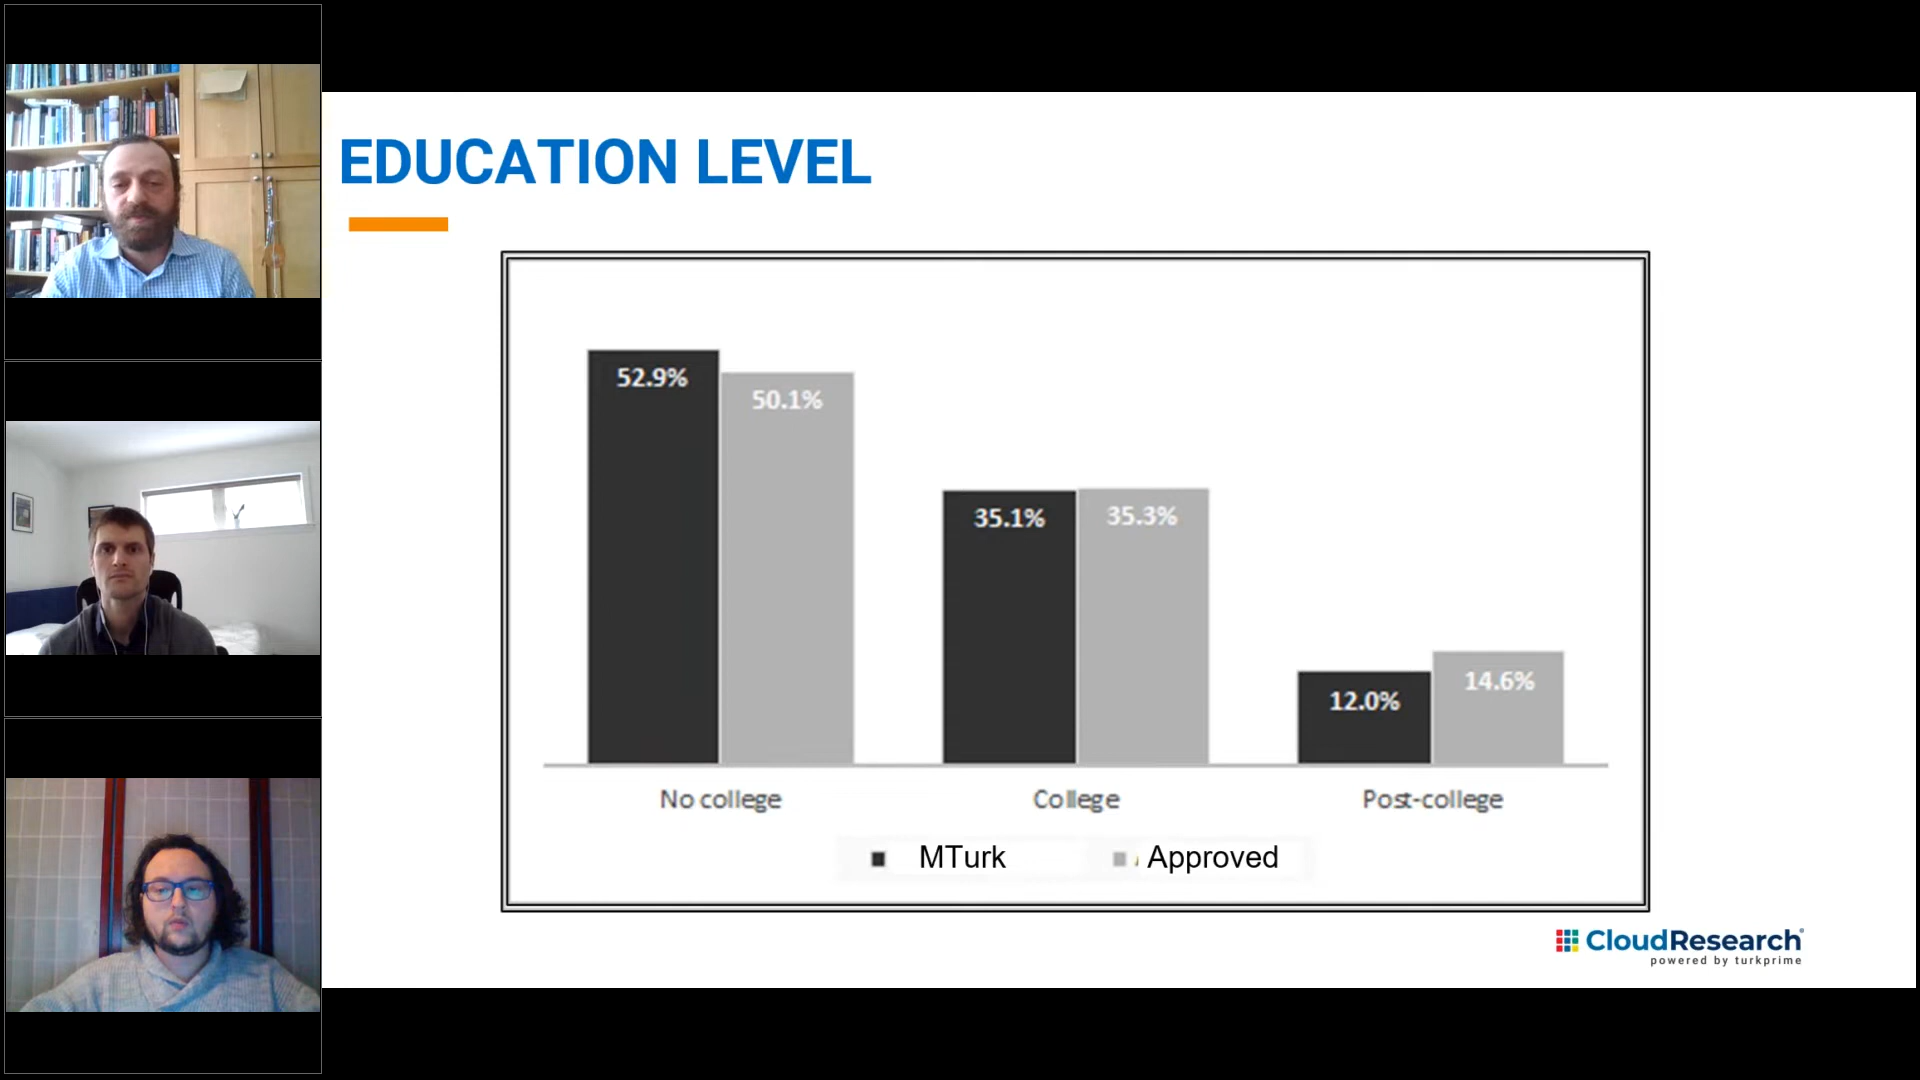 EDUCATION LEVEL
52.9%
50.1%
35.1%
35.3%
12.0%
14.6%
No college
College
Post-college
MTurk
Approved
CloudResearch
powered by turkprime